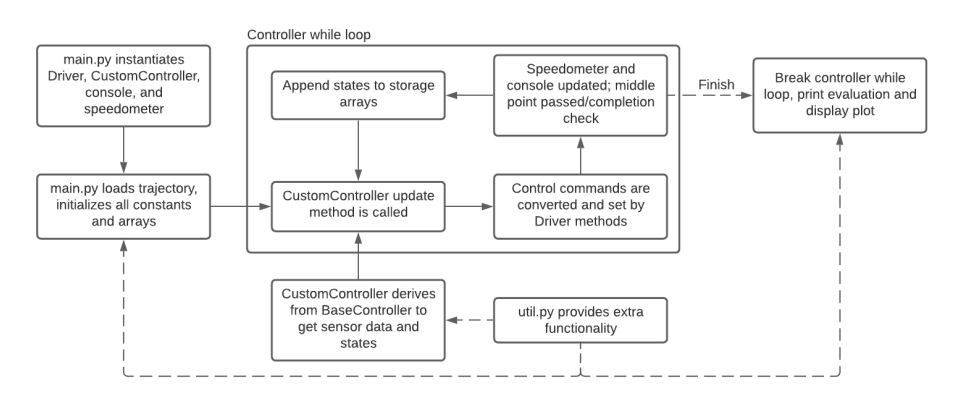 Controller while loop
main.py instantiates
Driver, CustomController,
console, and
speedometer
Append states to storage
arrays
Speedometer and
console updated; middle
point passed/completion
check
Finish
Break controller while
loop, print evaluation and
display plot
main.py loads trajectory,
initializes all constants
and arrays
CustomController update
method is called
Control commands are
converted and set by
Driver methods
CustomController derives
from BaseController to
get sensor data and
states
util.py provides extra
functionality